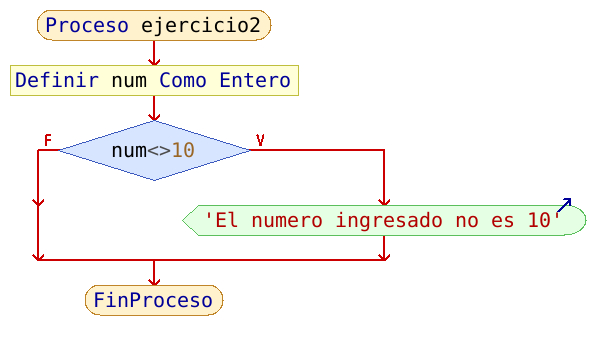 Proceso ejercicio2
Definir num Como Entero
F
num<>10
V
'El numero ingresado no es 10'
FinProceso